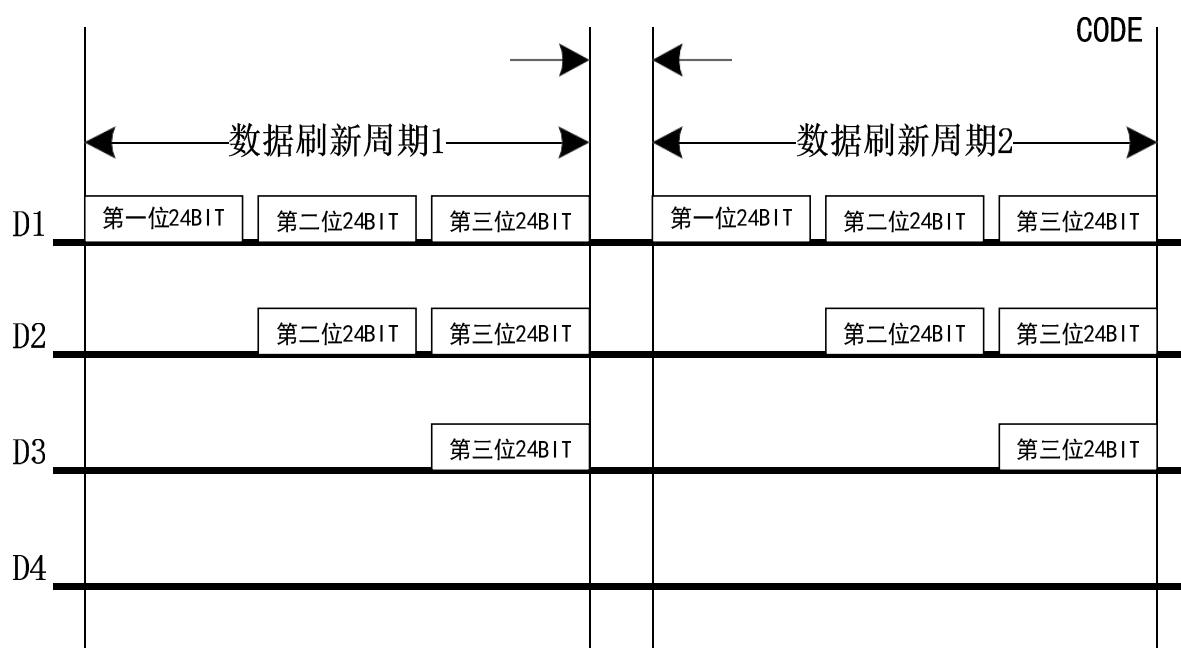 CODE
数据刷新周期1 数据刷新周期2
D1 第一位24BIT 第二位24BIT 第三位24BIT 第一位24BIT 第二位24BIT 第三位24BIT
D2 第二位24BIT 第三位24BIT 第二位24BIT 第三位24BIT
D3 第三位24BIT 第三位24BIT
D4